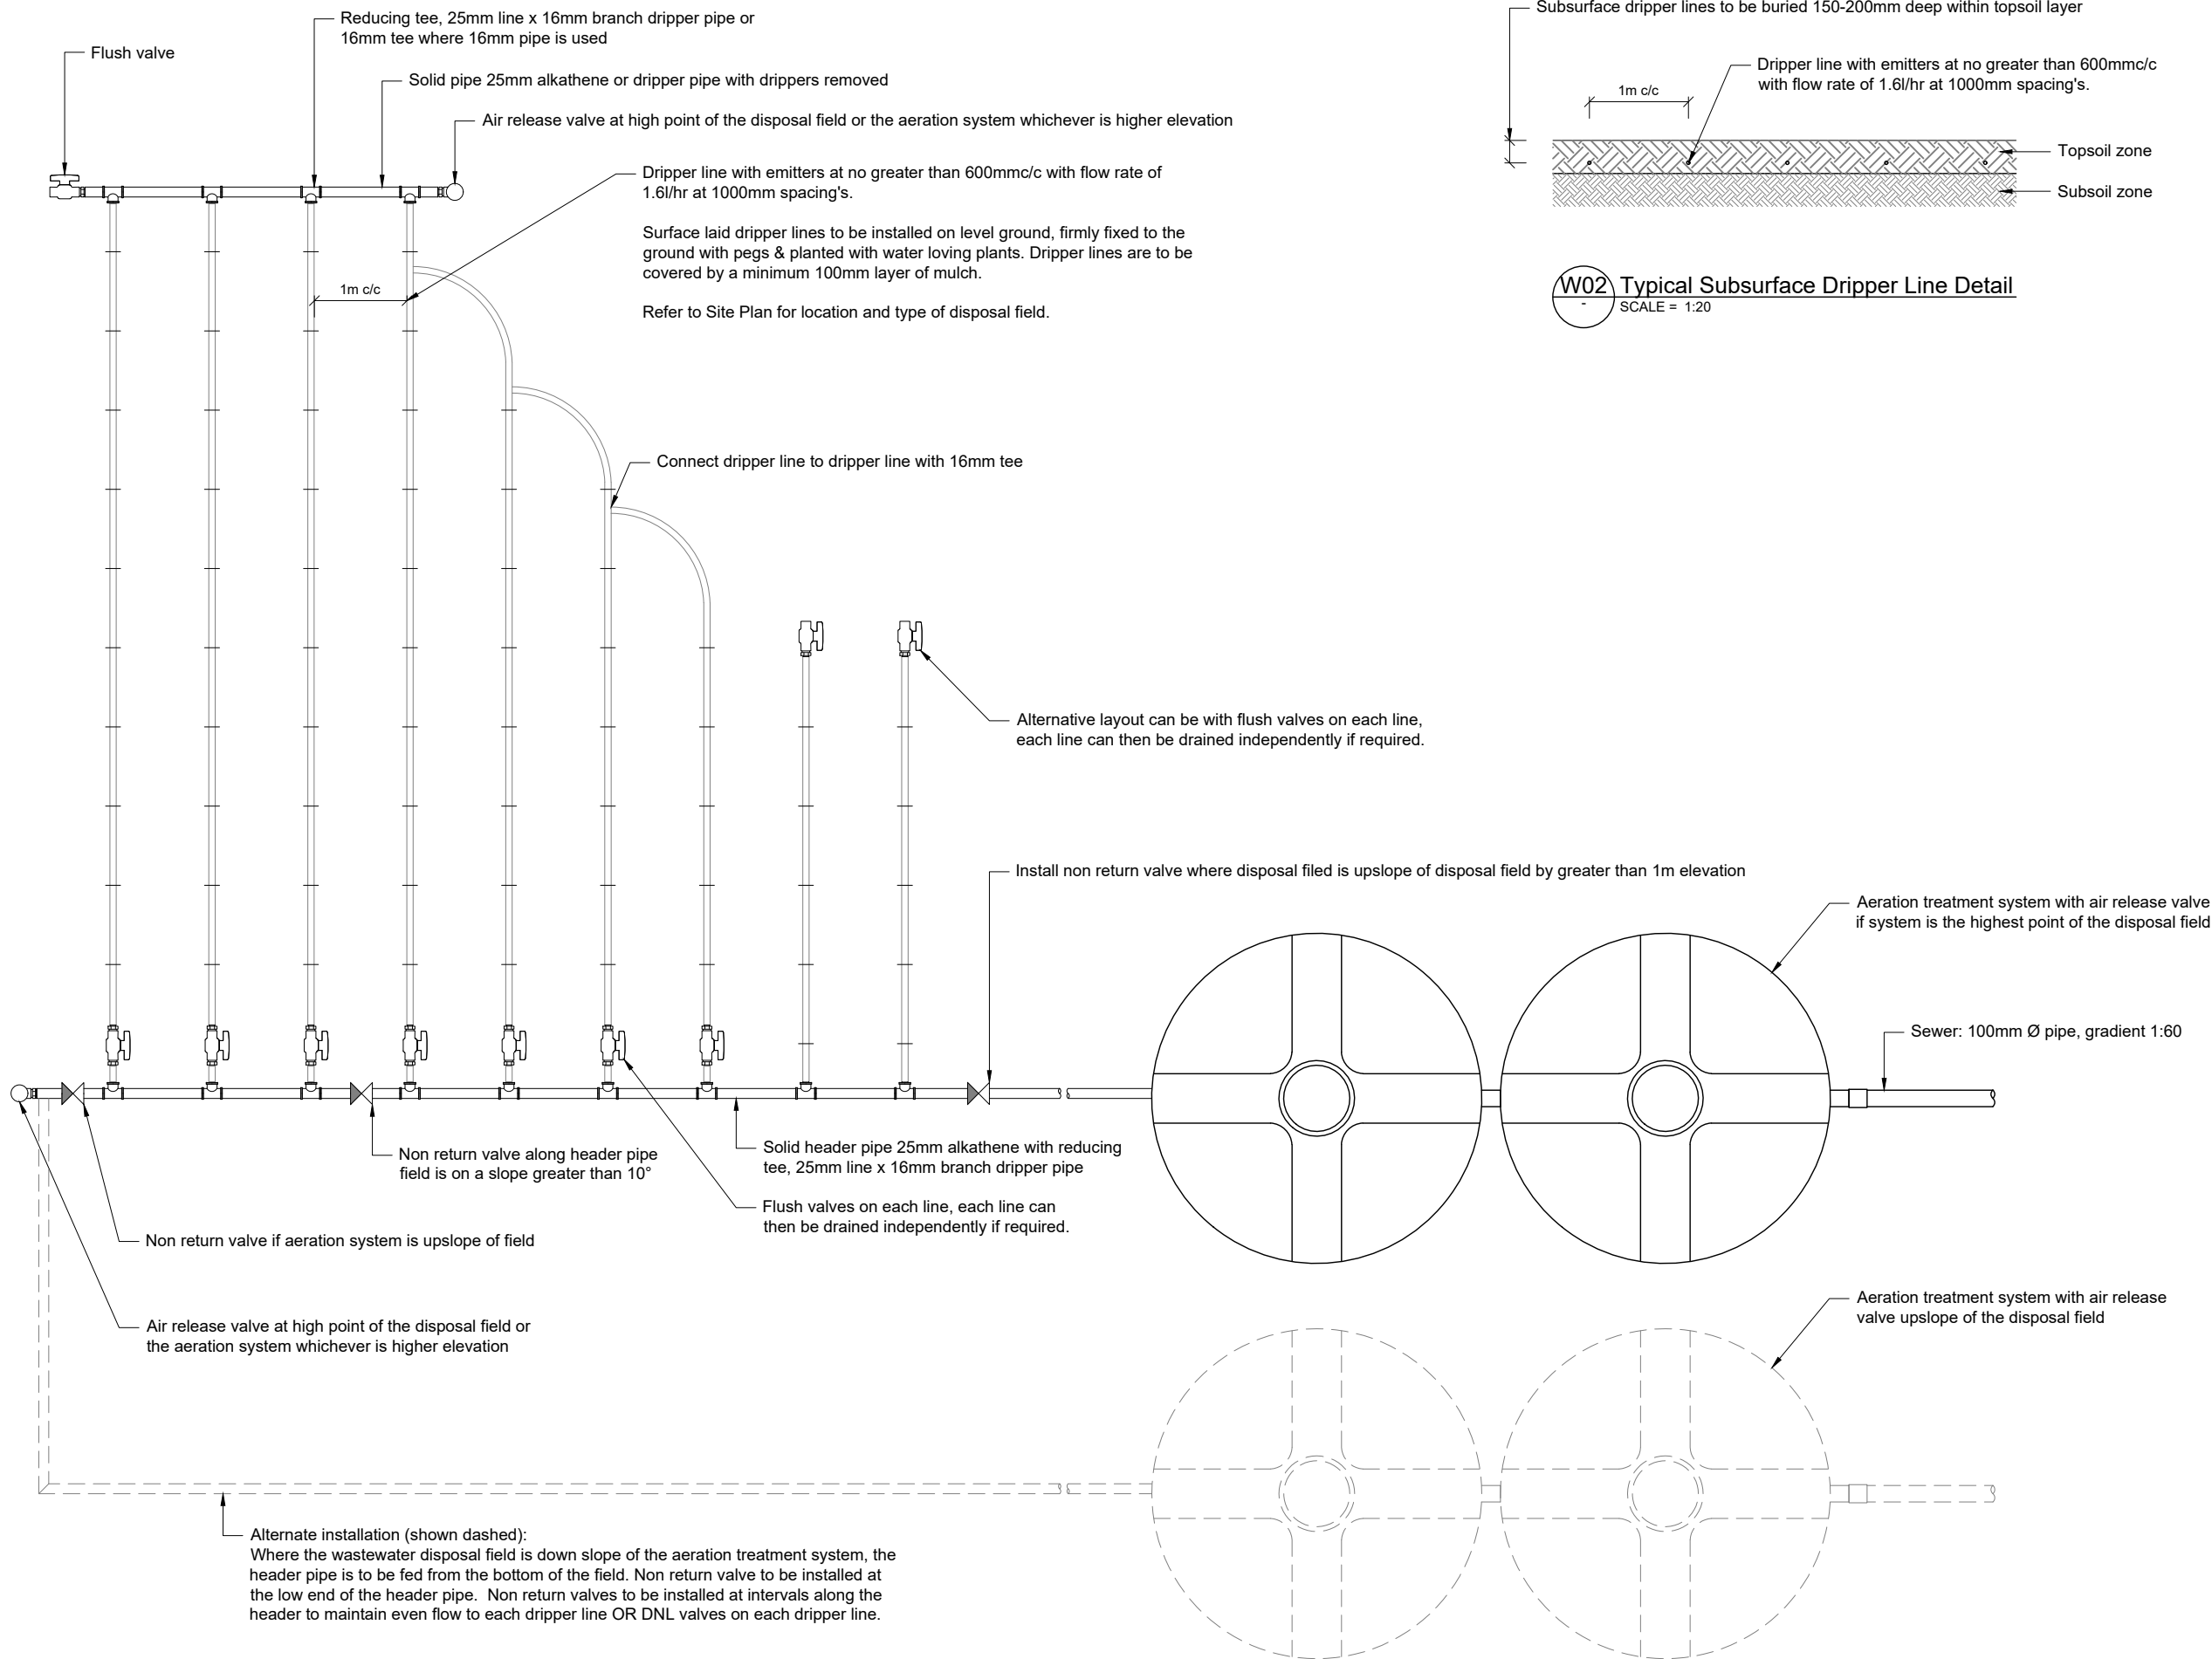 Reducing tee, 25mm line x 16mm branch dripper pipe or
16mm tee where 16mm pipe is used
Flush valve
Solid pipe 25mm alkathene or dripper pipe with drippers removed
Air release valve at high point of the disposal field or the aeration system whichever is higher elevation
Dripper line with emitters at no greater than 600mmc/c with flow rate of
1.6l/hr at 1000mm spacing's.
Surface laid dripper lines to be installed on level ground, firmly fixed to the
ground with pegs & planted with water loving plants. Dripper lines are to be
covered by a minimum 100mm layer of mulch.
Refer to Site Plan for location and type of disposal field.
1m c/c
Subsurface dripper lines to be buried 150-200mm deep within topsoil layer
Dripper line with emitters at no greater than 600mmc/c
with flow rate of 1.6l/hr at 1000mm spacing's.
1m c/c
Topsoil zone
Subsoil zone
W02 Typical Subsurface Dripper Line Detail
- SCALE = 1:20
Connect dripper line to dripper line with 16mm tee
Alternative layout can be with flush valves on each line,
each line can then be drained independently if required.
Install non return valve where disposal filed is upslope of disposal field by greater than 1m elevation
Aeration treatment system with air release valve
if system is the highest point of the disposal field
Sewer: 100mm Ø pipe, gradient 1:60
Solid header pipe 25mm alkathene with reducing
tee, 25mm line x 16mm branch dripper pipe
Non return valve along header pipe
field is on a slope greater than 10°
Flush valves on each line, each line can
then be drained independently if required.
Non return valve if aeration system is upslope of field
Air release valve at high point of the disposal field or
the aeration system whichever is higher elevation
Aeration treatment system with air release
valve upslope of the disposal field
Alternate installation (shown dashed):
Where the wastewater disposal field is down slope of the aeration treatment system, the
header pipe is to be fed from the bottom of the field. Non return valve to be installed at
the low end of the header pipe. Non return valves to be installed at intervals along the
header to maintain even flow to each dripper line OR DNL valves on each dripper line.